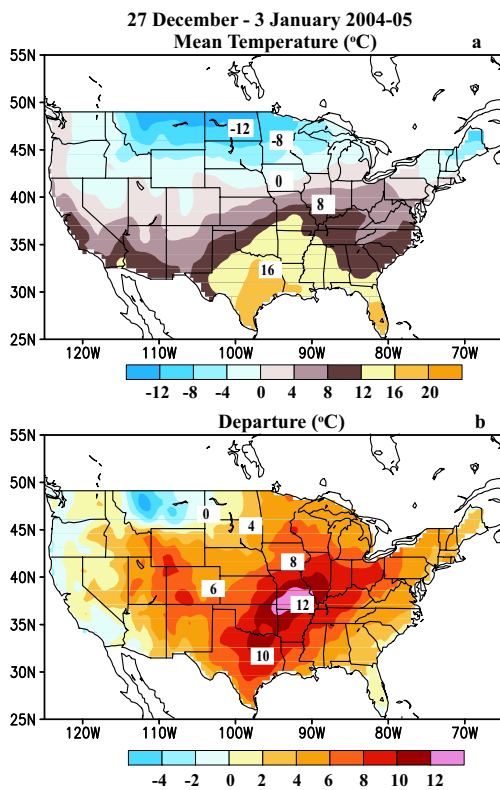 27 December - 3 January 2004-05
Mean Temperature (°C) a
55N
50N
45N
40N
35N
30N
25N
-12
-8
0
8
16
120W 110W 100W 90W 80W 70W
-12 -8 -4 0 4 8 12 16 20
Departure (°C) b
55N
50N
45N
40N
35N
30N
25N
0
4
8
6
12
10
120W 110W 100W 90W 80W 70W
-4 -2 0 2 4 6 8 10 12